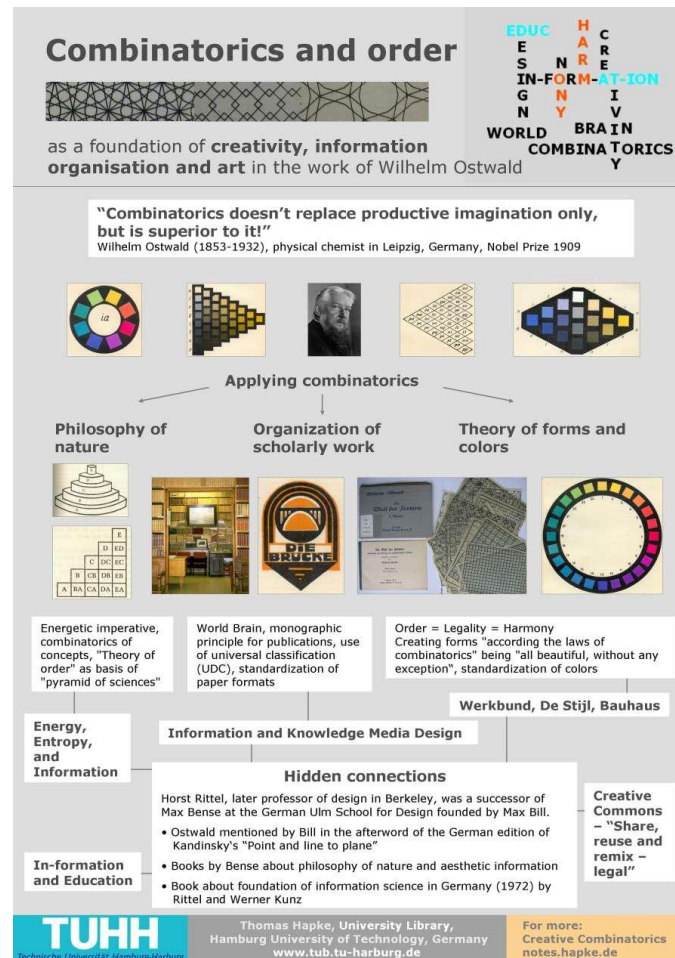 Combinatorics and order
as a foundation of creativity, information
organisation and art in the work of Wilhelm Ostwald
EDUC
HARMONY
CREATIVITY
DESIGN
IN-FORM-AT-ION
WORLD BRAIN
COMBINATORICS
"Combinatorics doesn't replace productive imagination only,
but is superior to it!"
Wilhelm Ostwald (1853-1932), physical chemist in Leipzig, Germany, Nobel Prize 1909
ia
Applying combinatorics
Philosophy of
nature
Organization of
scholarly work
Theory of forms and
colors
E
D ED
C DC EC
B CB DB EB
A BA CA DA EA
DIE
BRÜCKE
Energetic imperative,
combinatorics of
concepts, "Theory of
order" as basis of
"pyramid of sciences"
World Brain, monographic
principle for publications, use
of universal classification
(UDC), standardization of
paper formats
Order = Legality = Harmony
Creating forms "according the laws of
combinatorics" being "all beautiful, without any
exception", standardization of colors
Werkbund, De Stijl, Bauhaus
Energy,
Entropy,
and
Information
Information and Knowledge Media Design
Hidden connections
Horst Rittel, later professor of design in Berkeley, was a successor of
Max Bense at the German Ulm School for Design founded by Max Bill.
• Ostwald mentioned by Bill in the afterword of the German edition of
Kandinsky's "Point and line to plane"
• Books by Bense about philosophy of nature and aesthetic information
• Book about foundation of information science in Germany (1972) by
Rittel and Werner Kunz
Creative
Commons
– "Share,
reuse and
remix –
legal"
In-formation
and Education
TUHH
Technische Universität Hamburg-Harburg
Thomas Hapke, University Library,
Hamburg University of Technology, Germany
www.tub.tu-harburg.de
For more:
Creative Combinatorics
notes.hapke.de